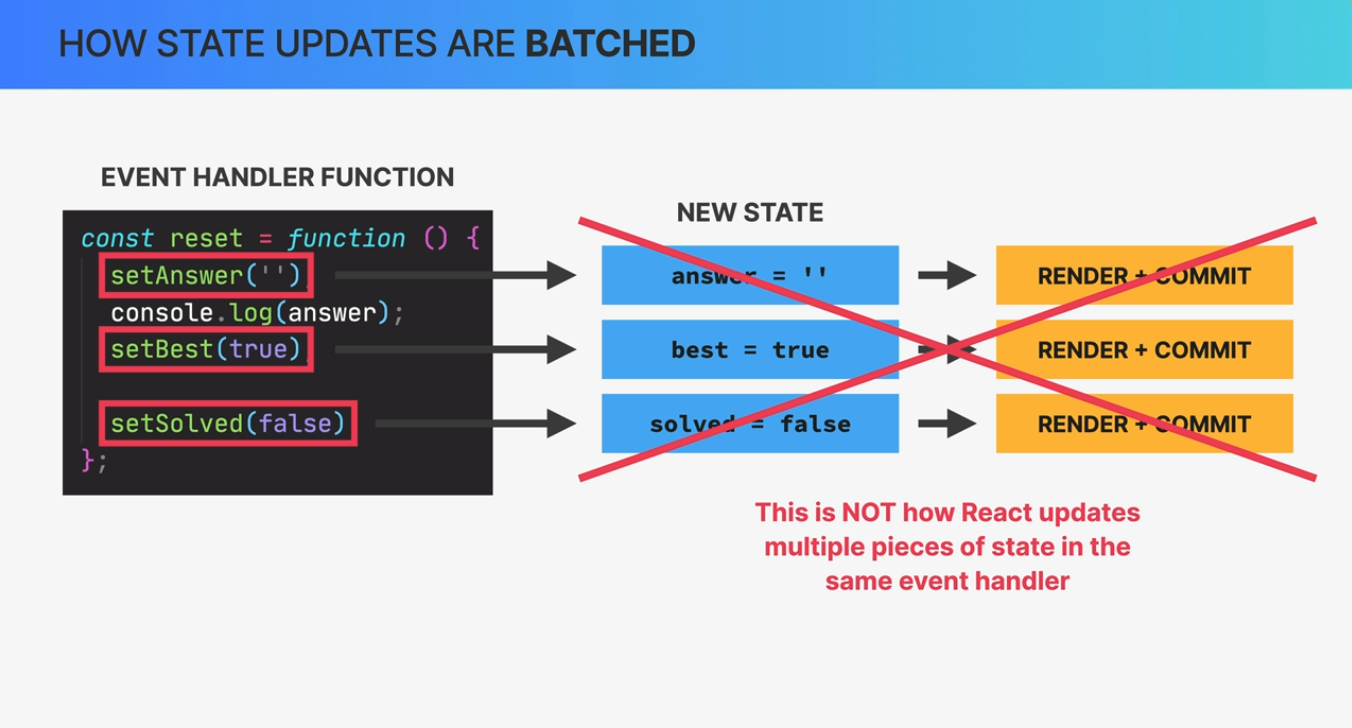 HOW STATE UPDATES ARE BATCHED
EVENT HANDLER FUNCTION
const reset = function () {
setAnswer('')
console.log(answer);
setBest(true)
setSolved(false)
};
NEW STATE
answer = ''
RENDER + COMMIT
best = true
RENDER + COMMIT
solved = false
RENDER + COMMIT
This is NOT how React updates
multiple pieces of state in the
same event handler